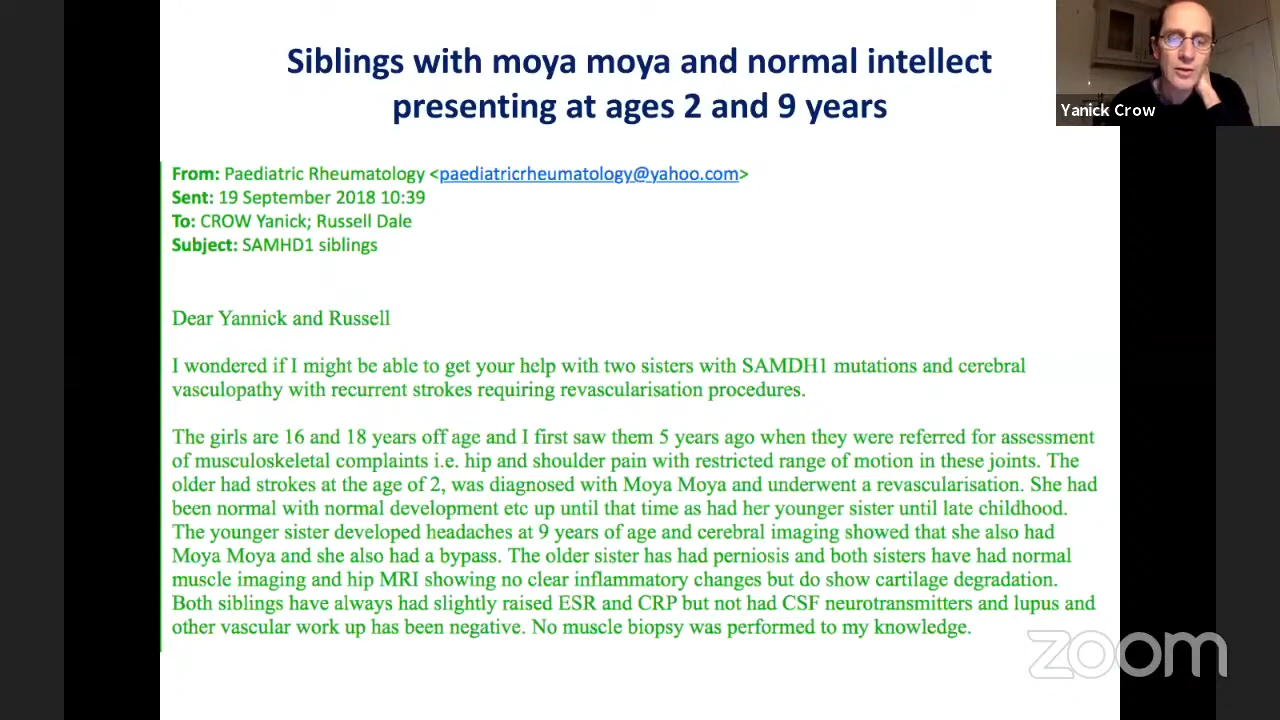 Siblings with moya moya and normal intellect
presenting at ages 2 and 9 years
Yanick Crow
From: Paediatric Rheumatology <paediatricrheumatology@yahoo.com>
Sent: 19 September 2018 10:39
To: CROW Yanick; Russell Dale
Subject: SAMHD1 siblings
Dear Yannick and Russell
I wondered if I might be able to get your help with two sisters with SAMDH1 mutations and cerebral
vasculopathy with recurrent strokes requiring revascularisation procedures.
The girls are 16 and 18 years off age and I first saw them 5 years ago when they were referred for assessment
of musculoskeletal complaints i.e. hip and shoulder pain with restricted range of motion in these joints. The
older had strokes at the age of 2, was diagnosed with Moya Moya and underwent a revascularisation. She had
been normal with normal development etc up until that time as had her younger sister until late childhood.
The younger sister developed headaches at 9 years of age and cerebral imaging showed that she also had
Moya Moya and she also had a bypass. The older sister has had perniosis and both sisters have had normal
muscle imaging and hip MRI showing no clear inflammatory changes but do show cartilage degradation.
Both siblings have always had slightly raised ESR and CRP but not had CSF neurotransmitters and lupus and
other vascular work up has been negative. No muscle biopsy was performed to my knowledge.
zoom